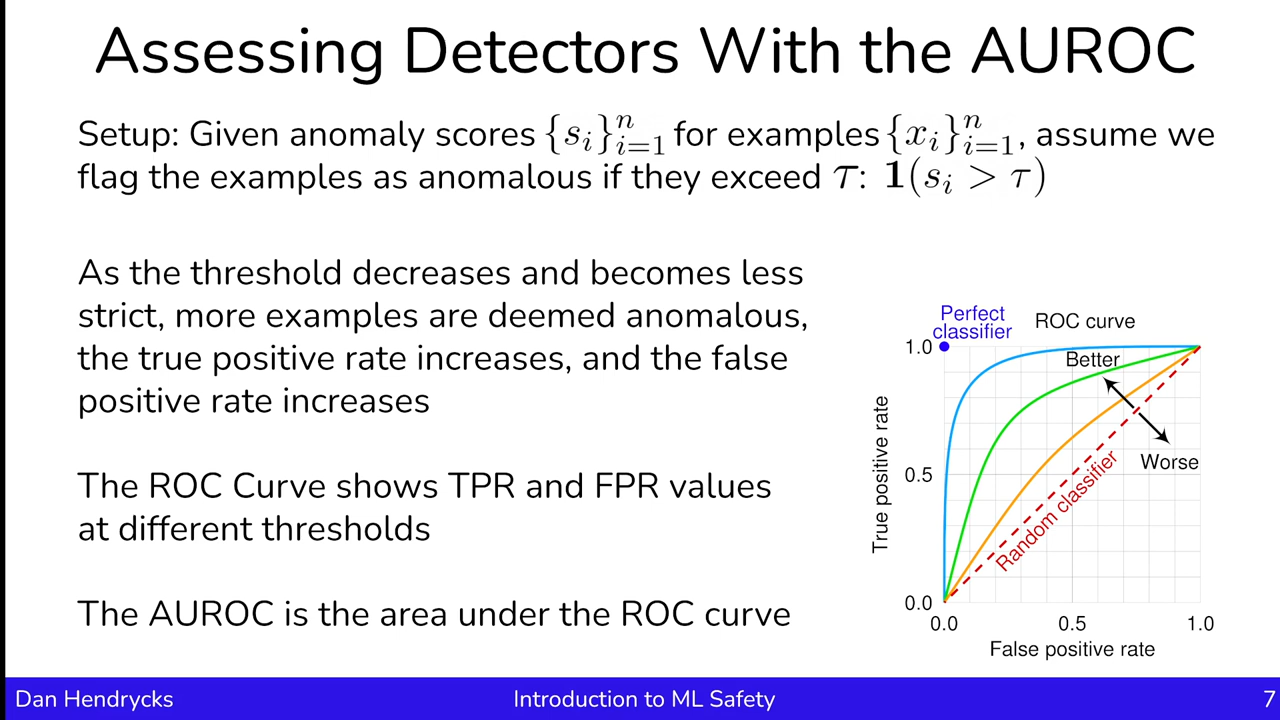 Assessing Detectors With the AUROC
Setup: Given anomaly scores {s_i}_{i=1}^n for examples {x_i}_{i=1}^n, assume we
flag the examples as anomalous if they exceed τ: 1(s_i > τ)
As the threshold decreases and becomes less
strict, more examples are deemed anomalous,
the true positive rate increases, and the false
positive rate increases
The ROC Curve shows TPR and FPR values
at different thresholds
The AUROC is the area under the ROC curve
Perfect
classifier
ROC curve
1.0
Better
Worse
Random classifier
True positive rate
0.5
0.0
0.0 0.5 1.0
False positive rate
Dan Hendrycks
Introduction to ML Safety
7